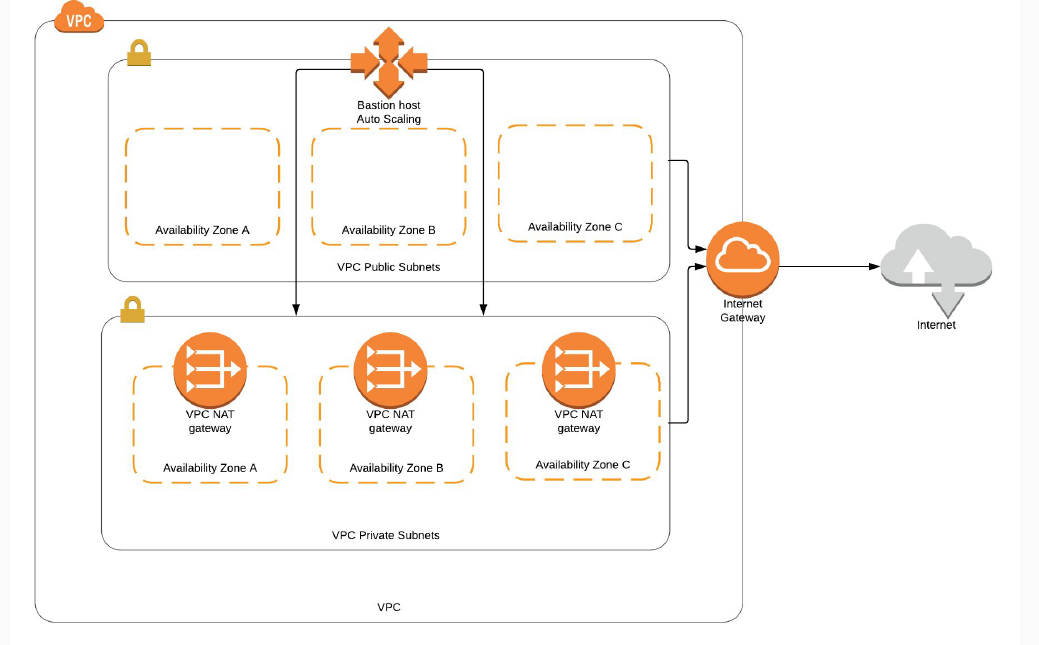 VPC
Bastion host
Auto Scaling
Availability Zone A
Availability Zone B
Availability Zone C
VPC Public Subnets
Internet
Gateway
Internet
VPC NAT
gateway
VPC NAT
gateway
VPC NAT
gateway
Availability Zone A
Availability Zone B
Availability Zone C
VPC Private Subnets
VPC